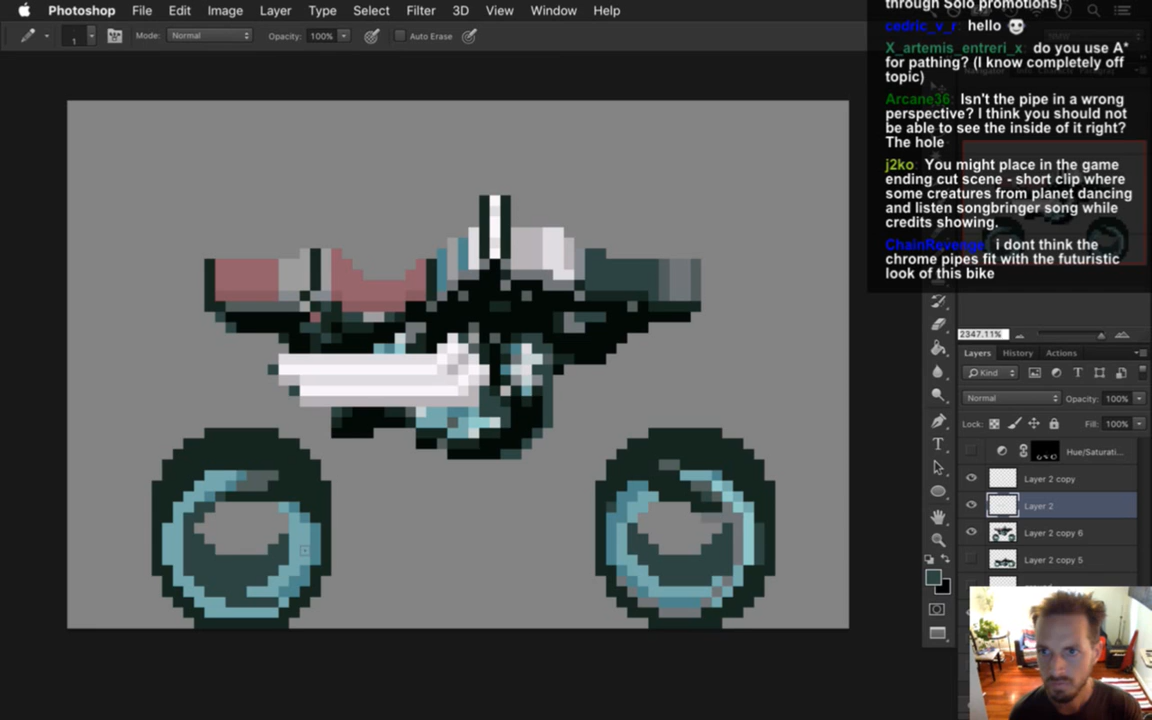 Photoshop File Edit Image Layer Type Select Filter 3D View Window Help
through Solo promotions)
1 Mode: Normal Opacity: 100% Auto Erase
cedric_v_r: hello
X_artemis_entreri_x: do you use A*
for pathing? (I know completely off
topic)
Arcane36: Isn't the pipe in a wrong
perspective? I think you should not
be able to see the inside of it right?
The hole
j2ko: You might place in the game
ending cut scene - short clip where
some creatures from planet dancing
and listen songbringer song while
credits showing.
ChainRevenge: i dont think the
chrome pipes fit with the futuristic
look of this bike
2347.11%
Layers History Actions
Kind
Normal Opacity: 100%
Lock: Fill: 100%
Hue/Saturati...
Layer 2 copy
Layer 2
Layer 2 copy 6
Layer 2 copy 5